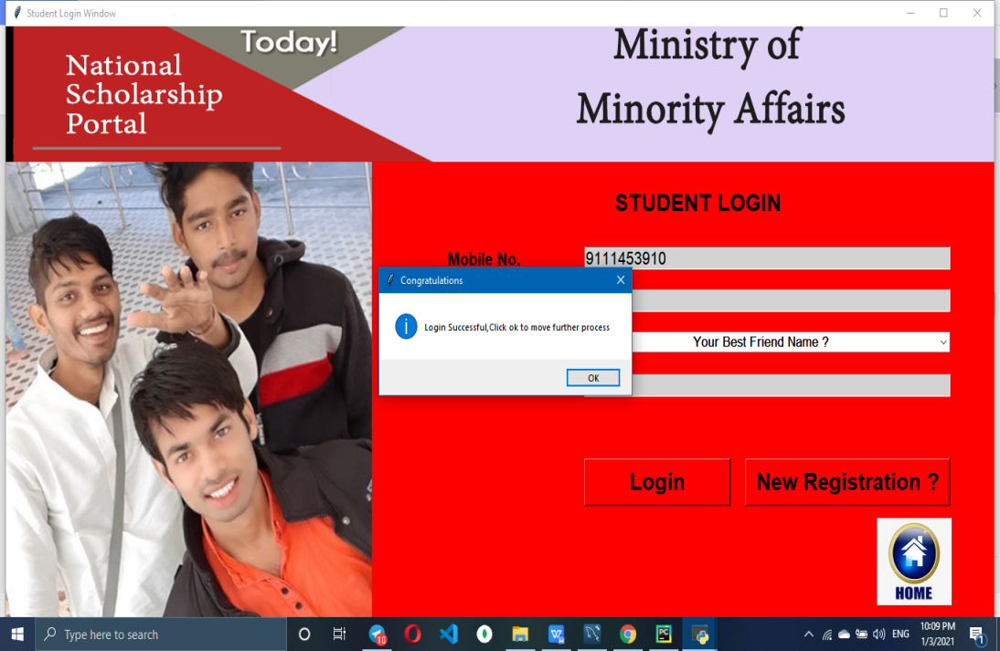 Student Login Window
Today!
National
Scholarship
Portal
Ministry of
Minority Affairs
STUDENT LOGIN
Mobile No.
9111453910
Congratulations
Login Successful,Click ok to move further process
OK
Your Best Friend Name ?
Login
New Registration ?
HOME
Type here to search
10
PC
ENG
10:09 PM
1/3/2021
1